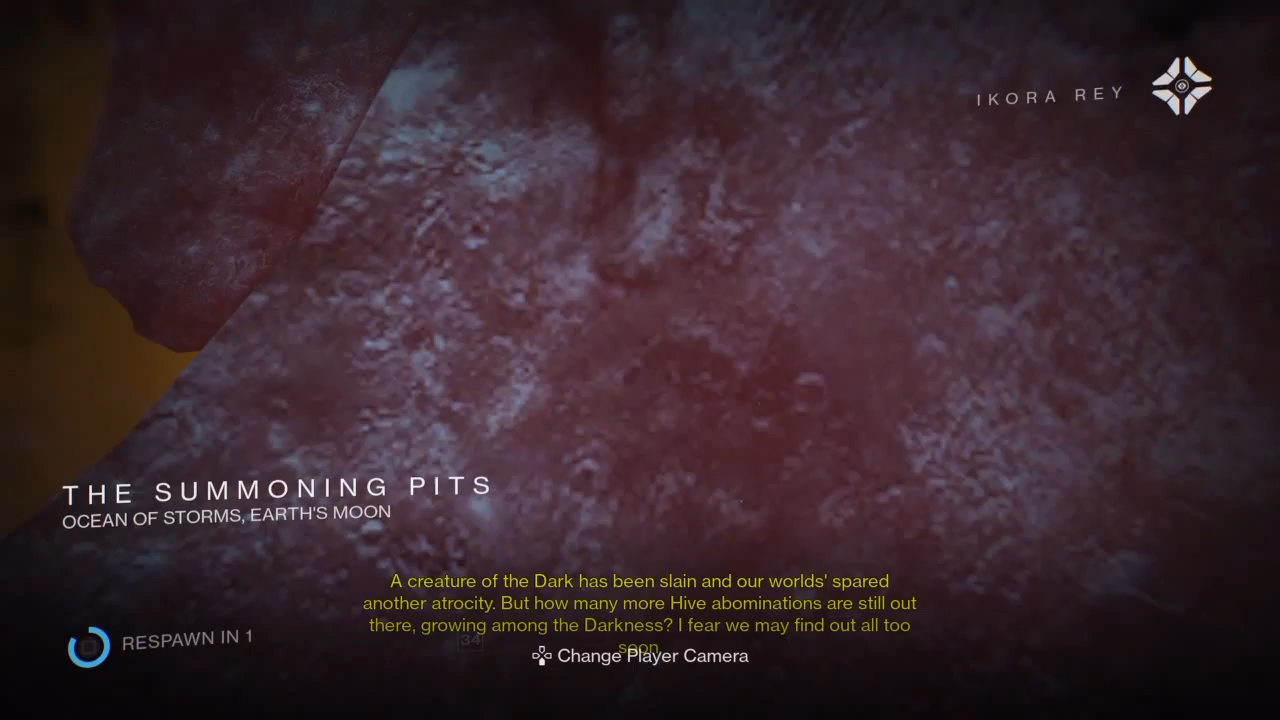 IKORA REY
THE SUMMONING PITS
OCEAN OF STORMS, EARTH'S MOON
A creature of the Dark has been slain and our worlds' spared
another atrocity. But how many more Hive abominations are still out
there, growing among the Darkness? I fear we may find out all too
soon.
RESPAWN IN 1
34
Change Player Camera